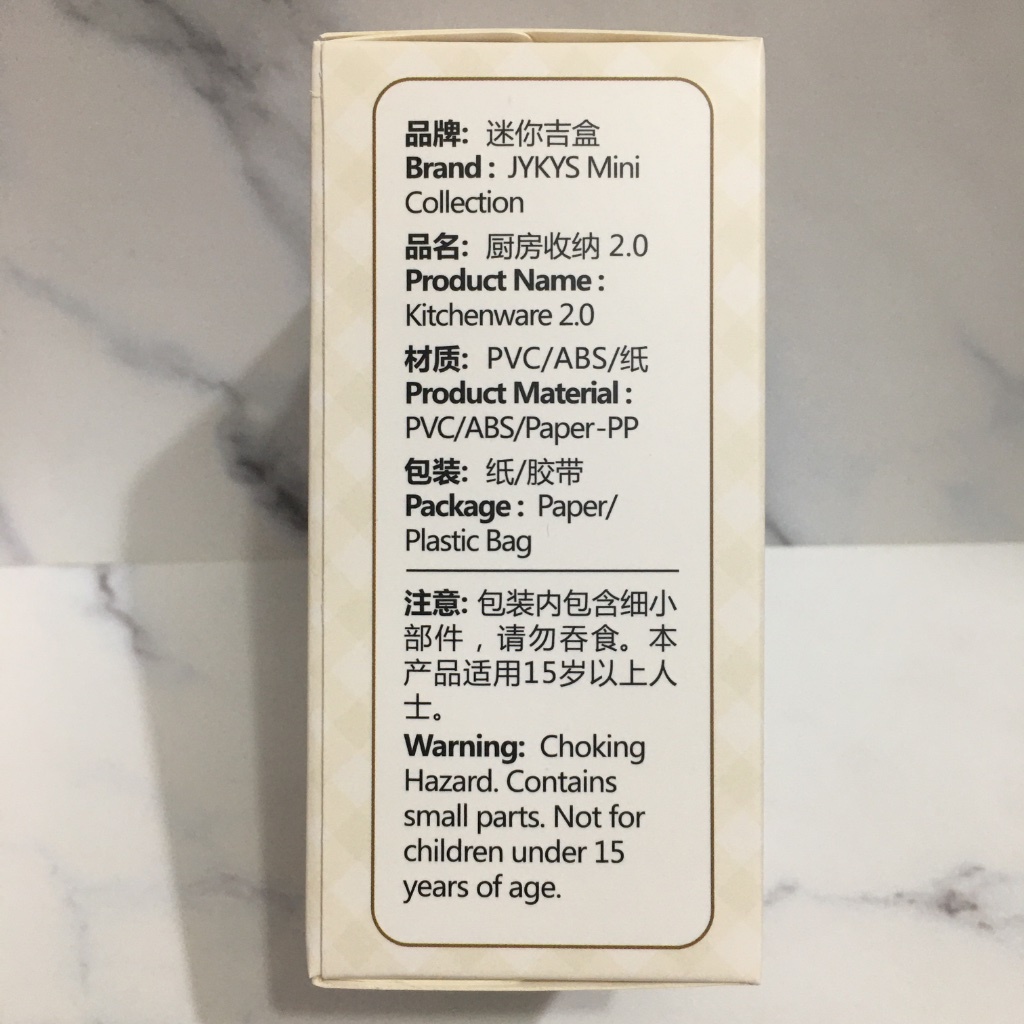 品牌: 迷你吉盒
Brand : JYKYS Mini
Collection
品名: 厨房收纳 2.0
Product Name :
Kitchenware 2.0
材质: PVC/ABS/纸
Product Material :
PVC/ABS/Paper-PP
包装: 纸/胶带
Package : Paper/
Plastic Bag
注意: 包装内包含细小
部件，请勿吞食。本
产品适用15岁以上人
士。
Warning: Choking
Hazard. Contains
small parts. Not for
children under 15
years of age.